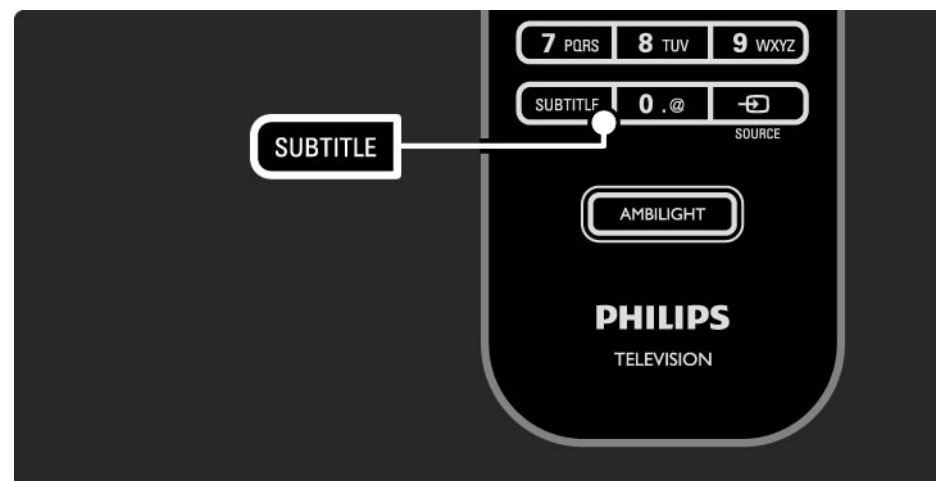 7 PQRS 8 TUV 9 WXYZ
SUBTITLE 0 .@
SOURCE
SUBTITLE
AMBILIGHT
PHILIPS
TELEVISION